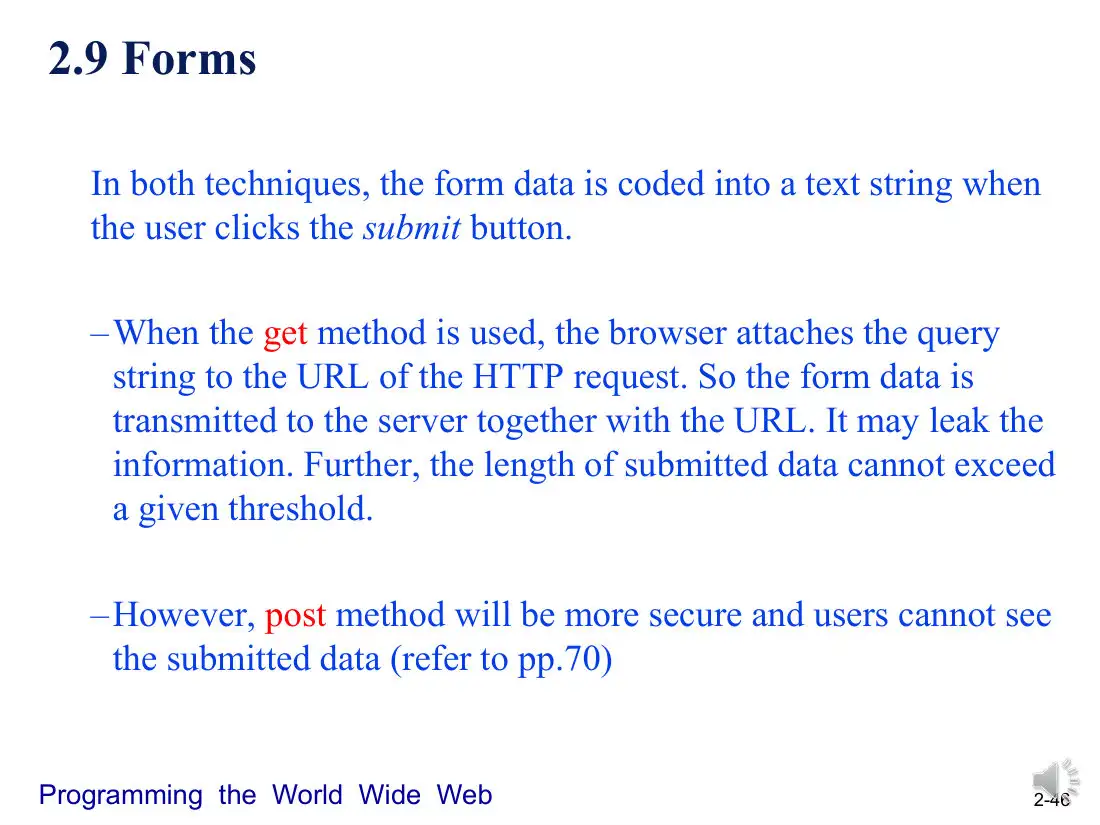 2.9 Forms
In both techniques, the form data is coded into a text string when
the user clicks the submit button.
–When the get method is used, the browser attaches the query
string to the URL of the HTTP request. So the form data is
transmitted to the server together with the URL. It may leak the
information. Further, the length of submitted data cannot exceed
a given threshold.
–However, post method will be more secure and users cannot see
the submitted data (refer to pp.70)
Programming the World Wide Web
2-46